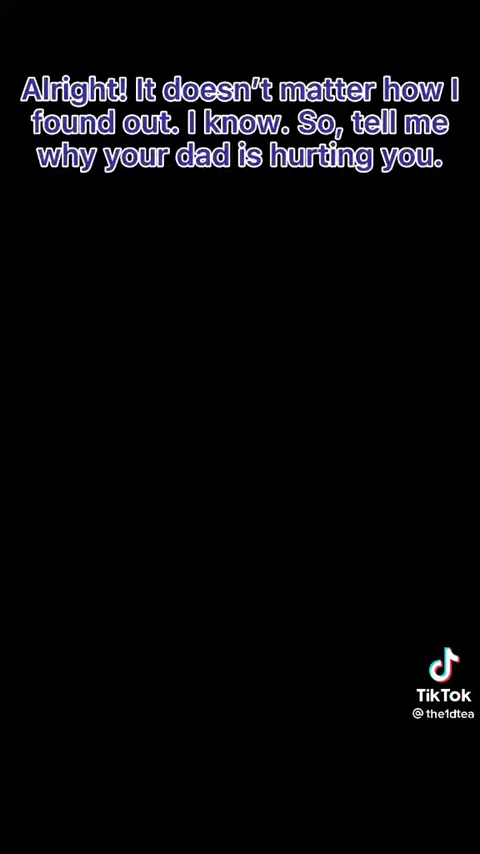 Alright! It doesn't matter how I
found out. I know. So, tell me
why your dad is hurting you.
TikTok
@the1dtea